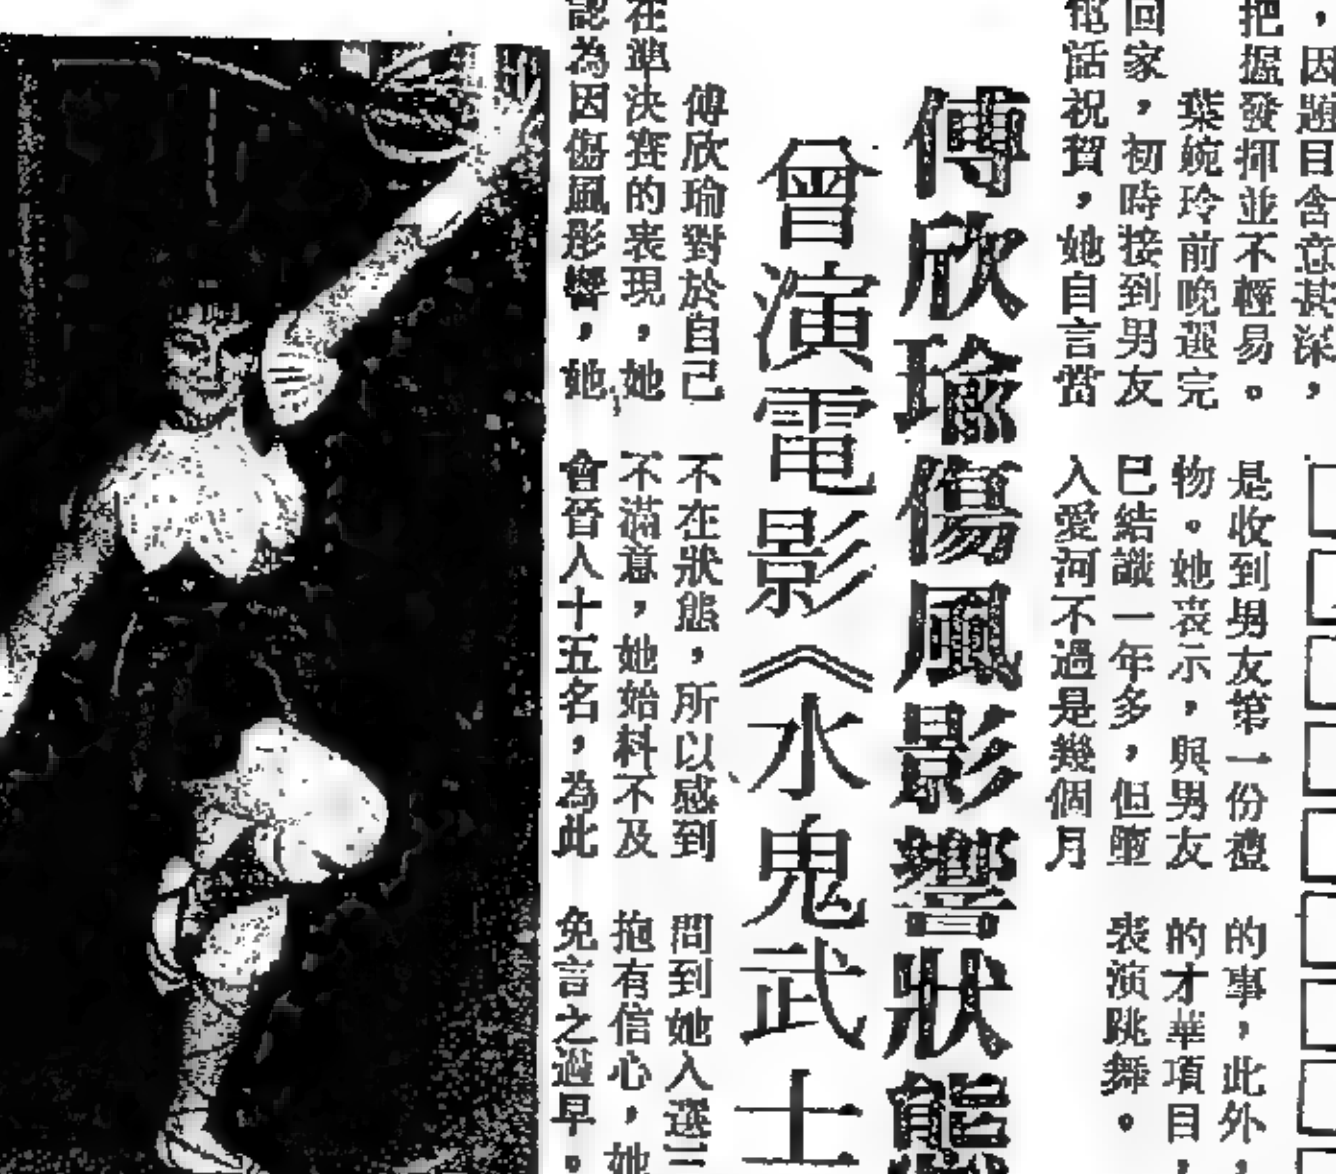 ，因題目含意甚深，
把握發揮並不輕易。
葉婉玲前晚選完
回家，初時接到男友
電話祝賀，她自言嘗
是收到男友第一份禮
物。她表示，與男友
已結識一年多，但墮
入愛河不過是幾個月
的事，此外，
的才華項目，
表演跳舞。
傅欣瑜傷風影響狀態
曾演電影《水鬼武士
傅欣瑜對於自己
在準決賽的表現，她
認為因傷風影響，她
不在狀態，所以感到
不滿意，她始料不及
會晉入十五名，為此
問到她入選三
抱有信心，她
免言之過早。